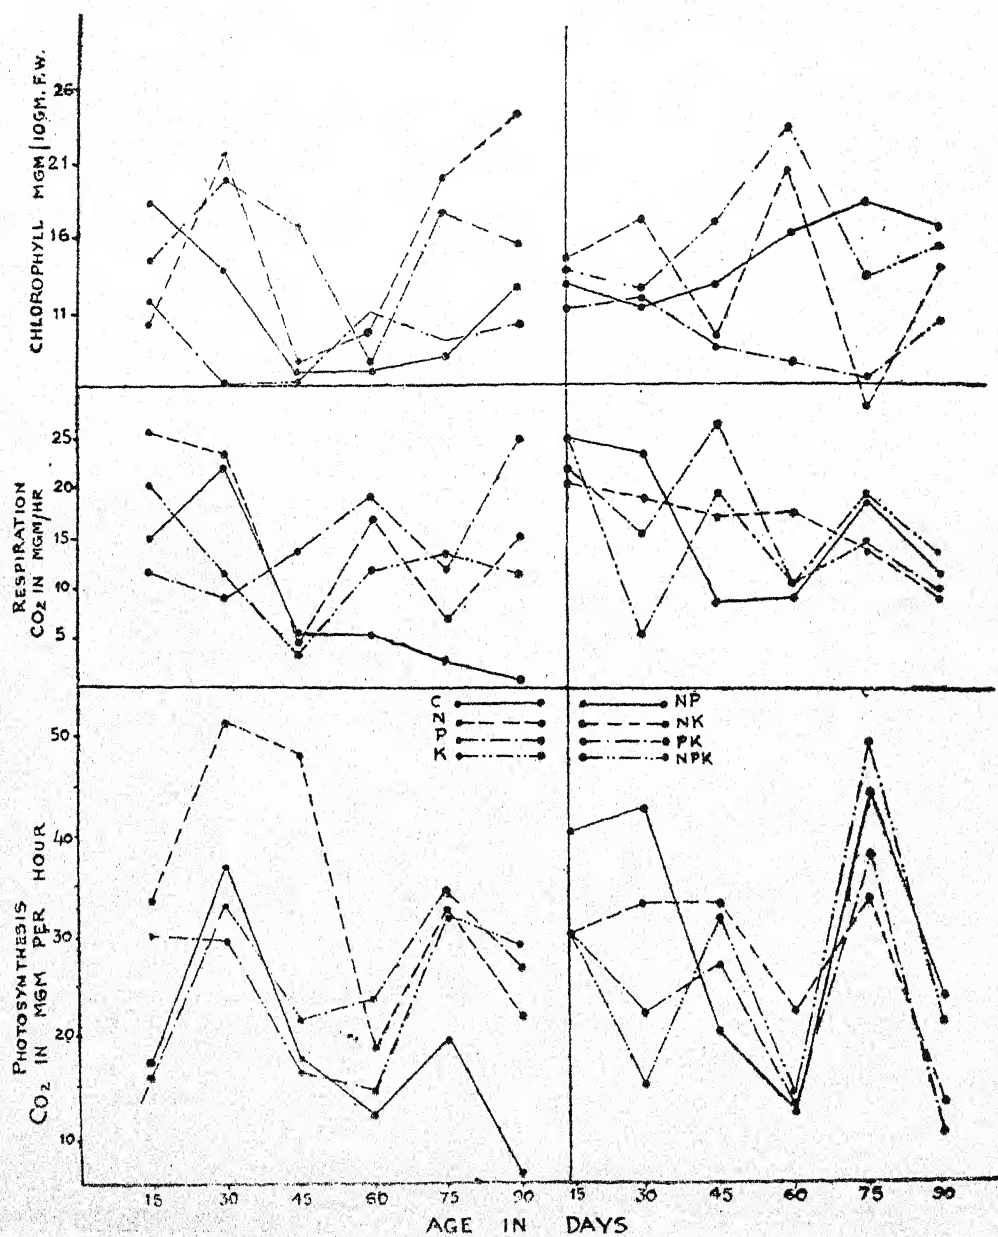 CHLOROPHYLL MGM/10GM. F.W.
26
21
16
11
RESPIRATION
CO2 IN MGM/HR
25
20
15
10
5
C
N
P
K
NP
NK
PK
NPK
PHOTOSYNTHESIS
CO2 IN MGM PER HOUR
50
40
30
20
10
15 30 45 60 75 90 15 30 45 60 75 90
AGE IN DAYS